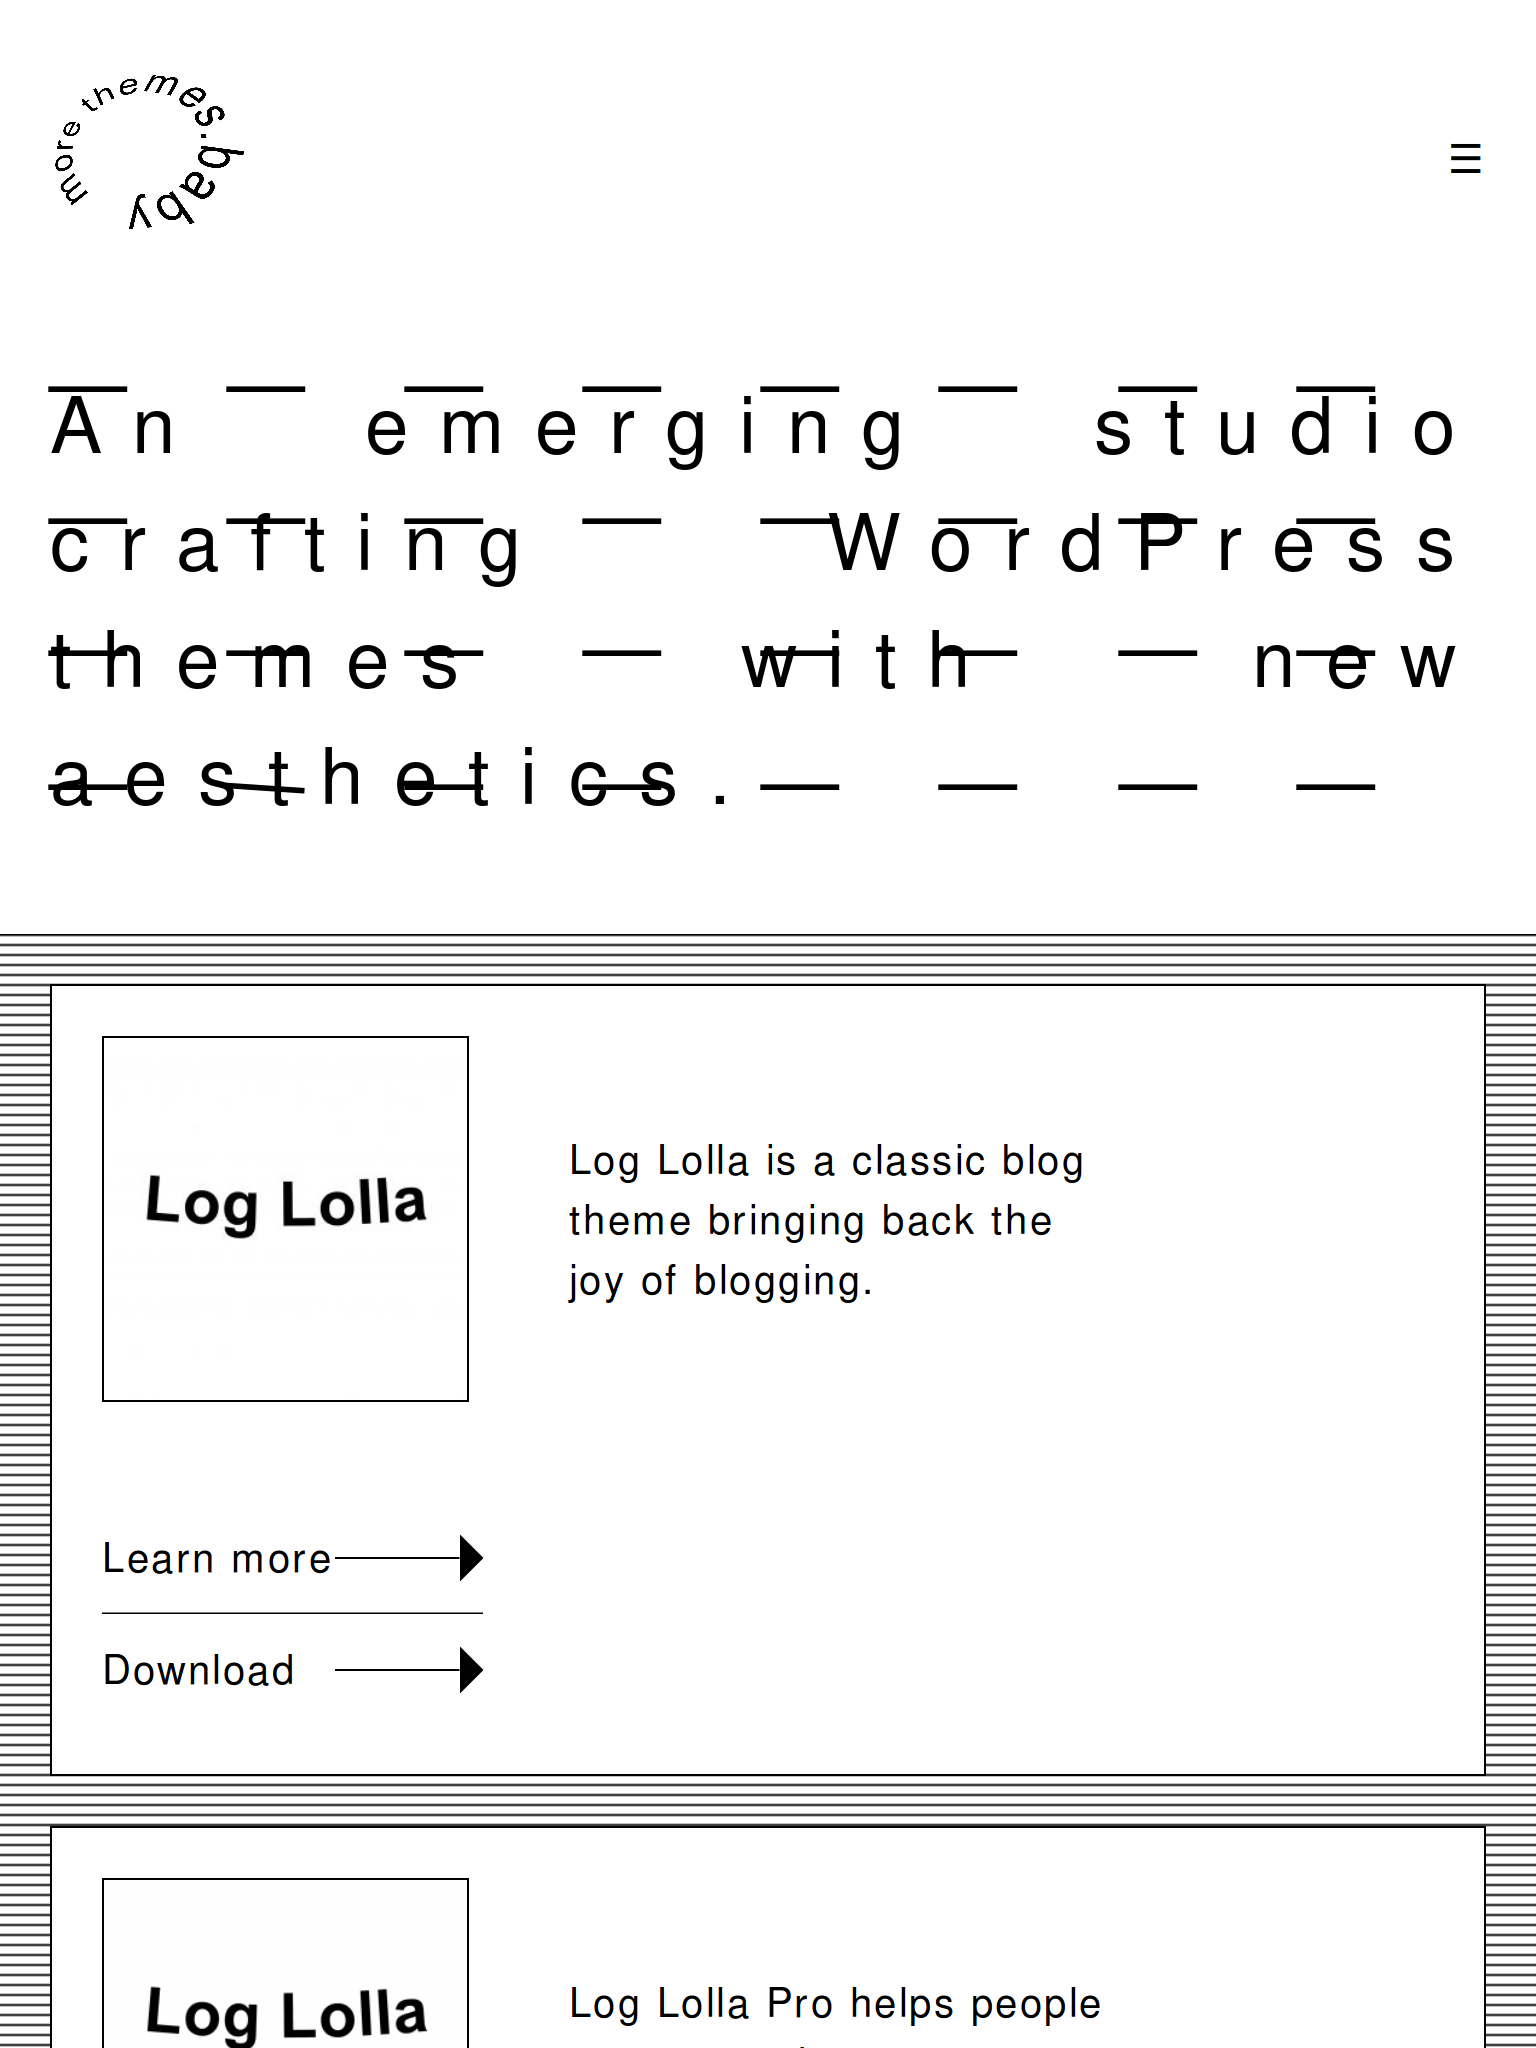 more themes.baby
☰
An emerging studio
crafting WordPress
themes with new
aesthetics.
Log Lolla
Log Lolla is a classic blog
theme bringing back the
joy of blogging.
Learn more
Download
Log Lolla
Log Lolla Pro helps people